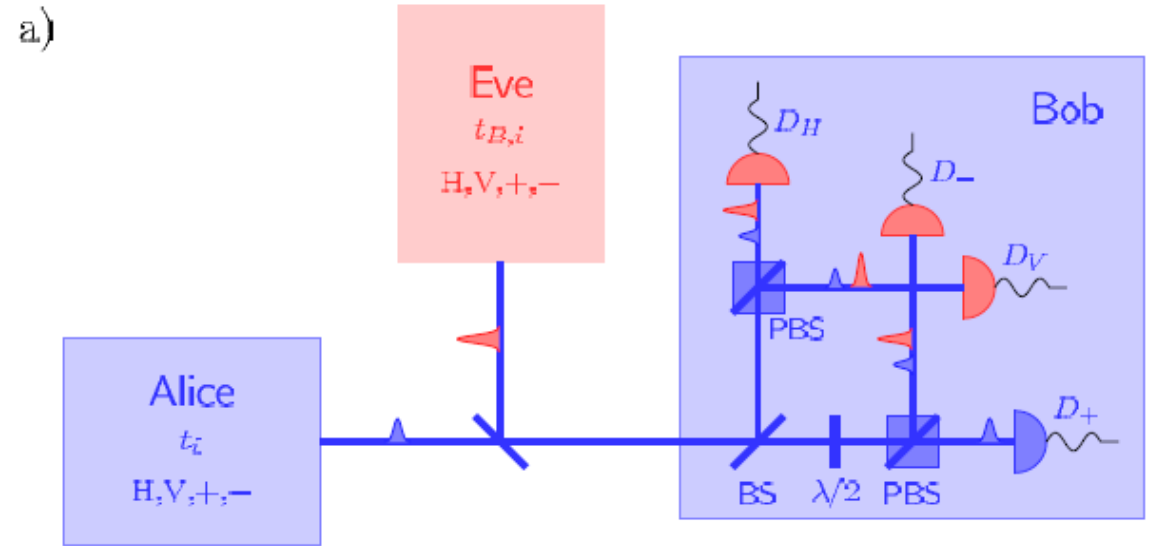 a)
Eve
t_{B,i}
H,V,+,−
Bob
D_H
D_−
D_V
PBS
Alice
t_i
H,V,+,−
D_+
BS
λ/2
PBS